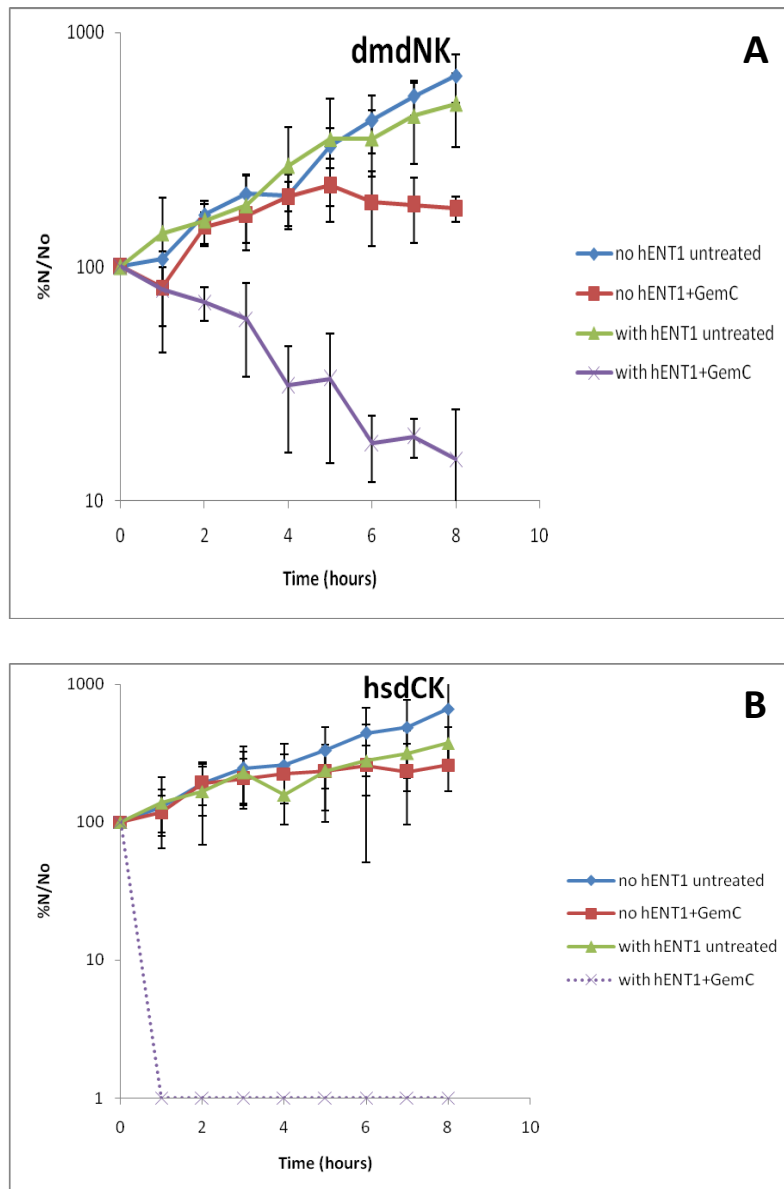 dmdNK
A
1000
100
10
%N/No
0 2 4 6 8 10
Time (hours)
no hENT1 untreated
no hENT1+GemC
with hENT1 untreated
with hENT1+GemC
hsdCK
B
1000
100
10
1
%N/No
0 2 4 6 8 10
Time (hours)
no hENT1 untreated
no hENT1+GemC
with hENT1 untreated
with hENT1+GemC